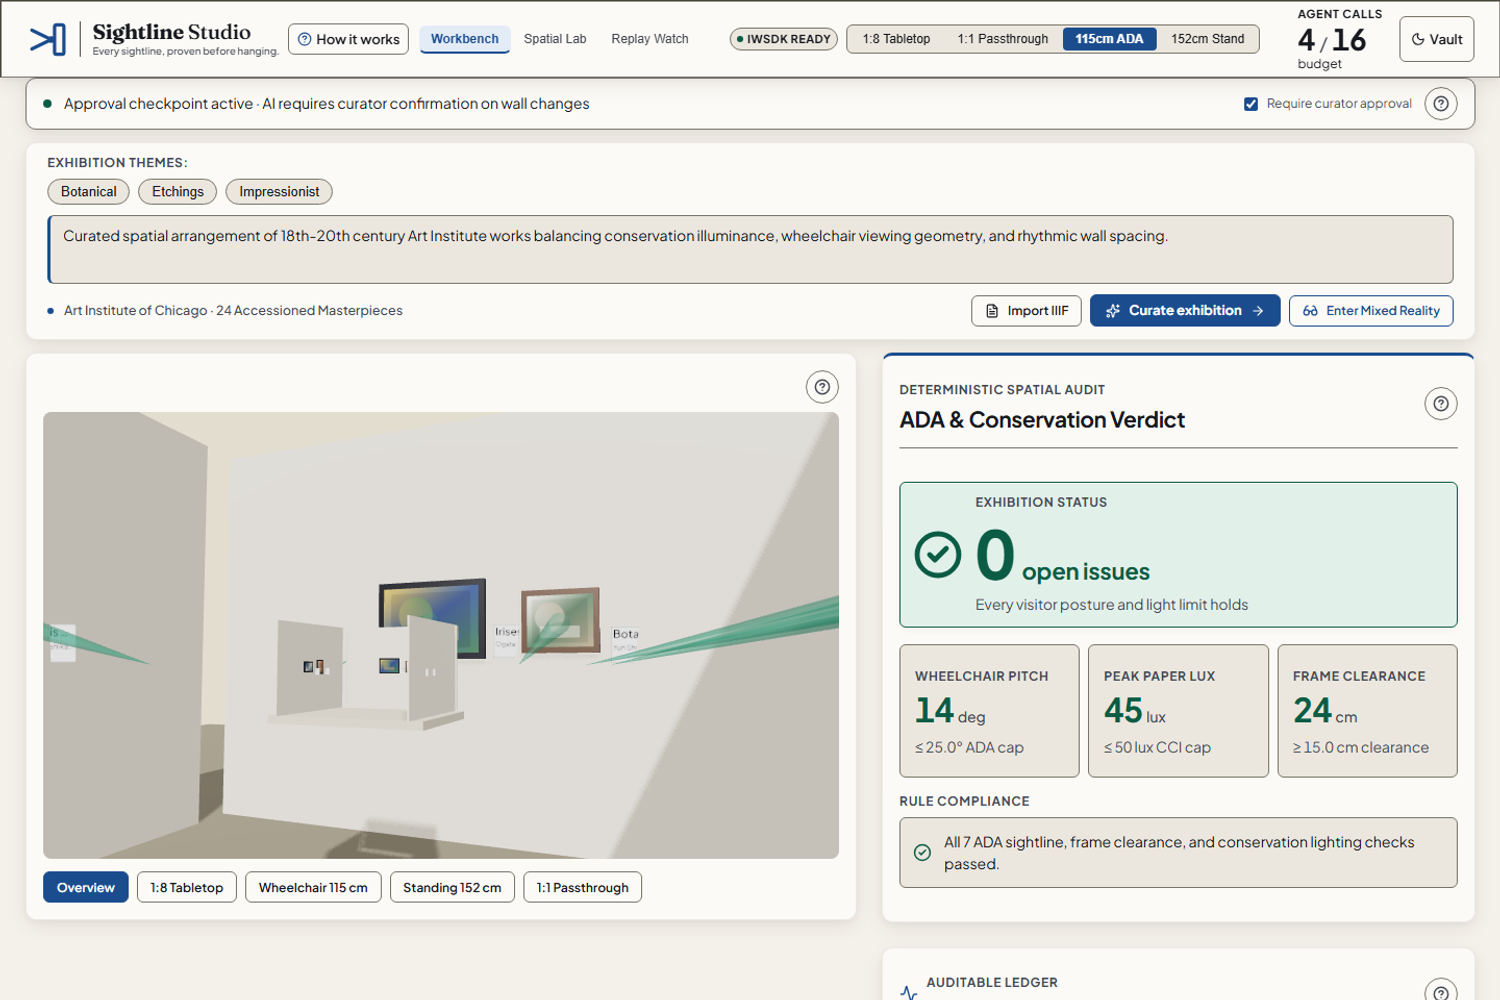 Sightline Studio
Every sightline, proven before hanging.
How it works
Workbench
Spatial Lab
Replay Watch
IWSDK READY
1:8 Tabletop
1:1 Passthrough
115cm ADA
152cm Stand
AGENT CALLS
4 / 16
budget
Vault
Approval checkpoint active · AI requires curator confirmation on wall changes
Require curator approval
EXHIBITION THEMES:
Botanical
Etchings
Impressionist
Curated spatial arrangement of 18th-20th century Art Institute works balancing conservation illuminance, wheelchair viewing geometry, and rhythmic wall spacing.
Art Institute of Chicago · 24 Accessioned Masterpieces
Import IIIF
Curate exhibition
Enter Mixed Reality
DETERMINISTIC SPATIAL AUDIT
ADA & Conservation Verdict
EXHIBITION STATUS
0 open issues
Every visitor posture and light limit holds
WHEELCHAIR PITCH
14 deg
≤ 25.0° ADA cap
PEAK PAPER LUX
45 lux
≤ 50 lux CCI cap
FRAME CLEARANCE
24 cm
≥ 15.0 cm clearance
RULE COMPLIANCE
All 7 ADA sightline, frame clearance, and conservation lighting checks
passed.
Irise
Bota
Overview
1:8 Tabletop
Wheelchair 115 cm
Standing 152 cm
1:1 Passthrough
AUDITABLE LEDGER